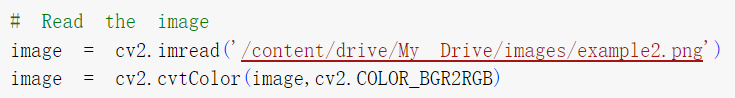 # Read the image
image = cv2.imread('/content/drive/My Drive/images/example2.png')
image = cv2.cvtColor(image,cv2.COLOR_BGR2RGB)